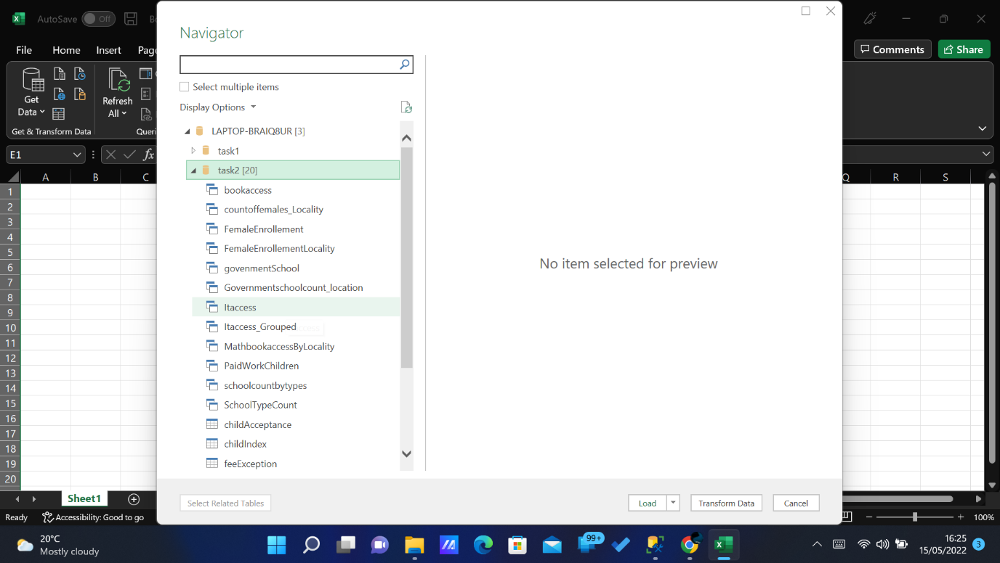 AutoSave Off
File Home Insert
Comments Share
Get Data
Refresh All
Get & Transform Data
E1
fx
A B C Q R S
1
2
3
4
5
6
7
8
9
10
11
12
13
14
15
16
17
18
19
20
Navigator
Select multiple items
Display Options
LAPTOP-BRAIQ8UR [3]
task1
task2 [20]
bookaccess
countoffemales_Locality
FemaleEnrollement
FemaleEnrollementLocality
govenmentSchool
Governmentschoolcount_location
Itaccess
Itaccess_Grouped
MathbookaccessByLocality
PaidWorkChildren
schoolcountbytypes
SchoolTypeCount
childAcceptance
childIndex
feeException
No item selected for preview
Select Related Tables Load Transform Data Cancel
Sheet1
Ready Accessibility: Good to go 100%
20°C
Mostly cloudy
99+
16:25
15/05/2022
3